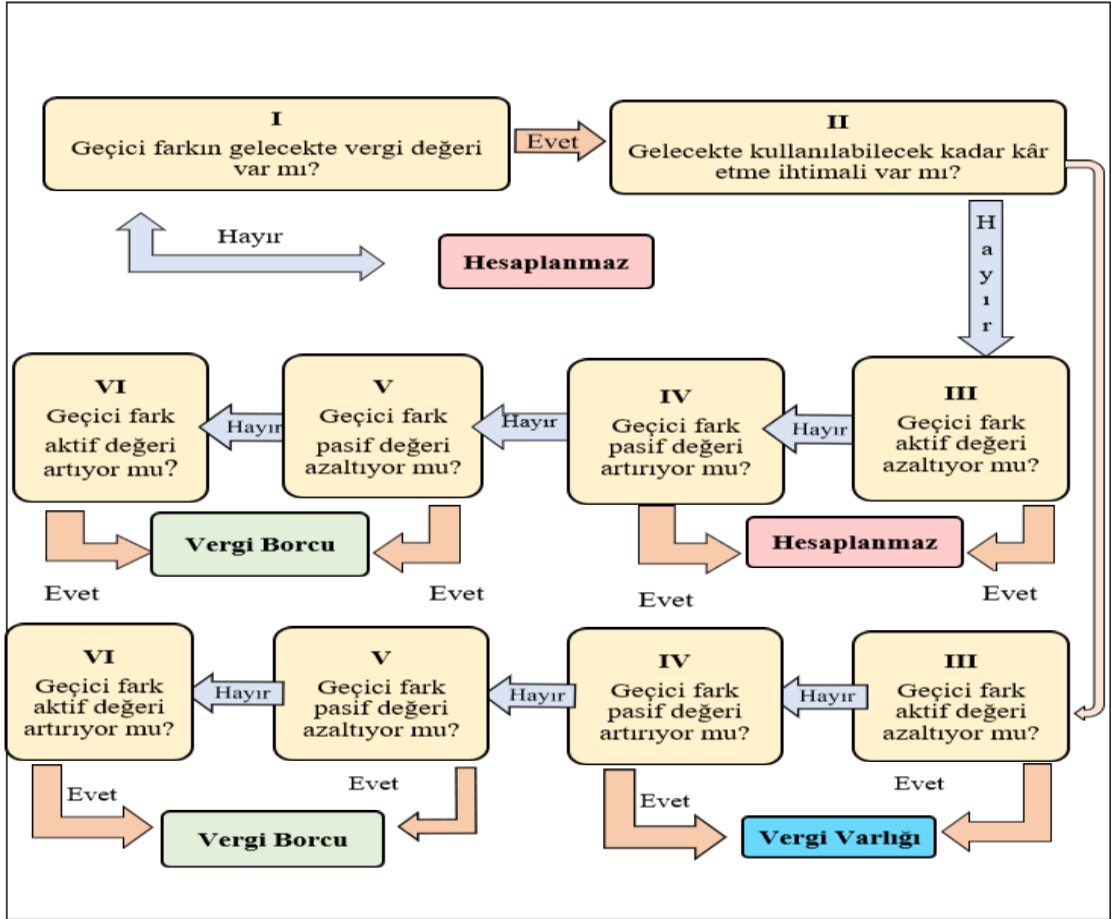 I
Geçici farkın gelecekte vergi değeri
var mı?
Evet
II
Gelecekte kullanılabilecek kadar kâr
etme ihtimali var mı?
Hayır
Hesaplanmaz
H
a
y
ı
r
VI
Geçici fark
aktif değeri
artıyor mu?
Hayır
V
Geçici fark
pasif değeri
azaltıyor mu?
Hayır
IV
Geçici fark
pasif değeri
artırıyor mu?
Hayır
III
Geçici fark
aktif değeri
azaltıyor mu?
Vergi Borcu
Hesaplanmaz
Evet
Evet
Evet
Evet
VI
Geçici fark
aktif değeri
artırıyor mu?
Hayır
V
Geçici fark
pasif değeri
azaltıyor mu?
Hayır
IV
Geçici fark
pasif değeri
artırıyor mu?
Hayır
III
Geçici fark
aktif değeri
azaltıyor mu?
Evet
Evet
Evet
Evet
Vergi Borcu
Vergi Varlığı